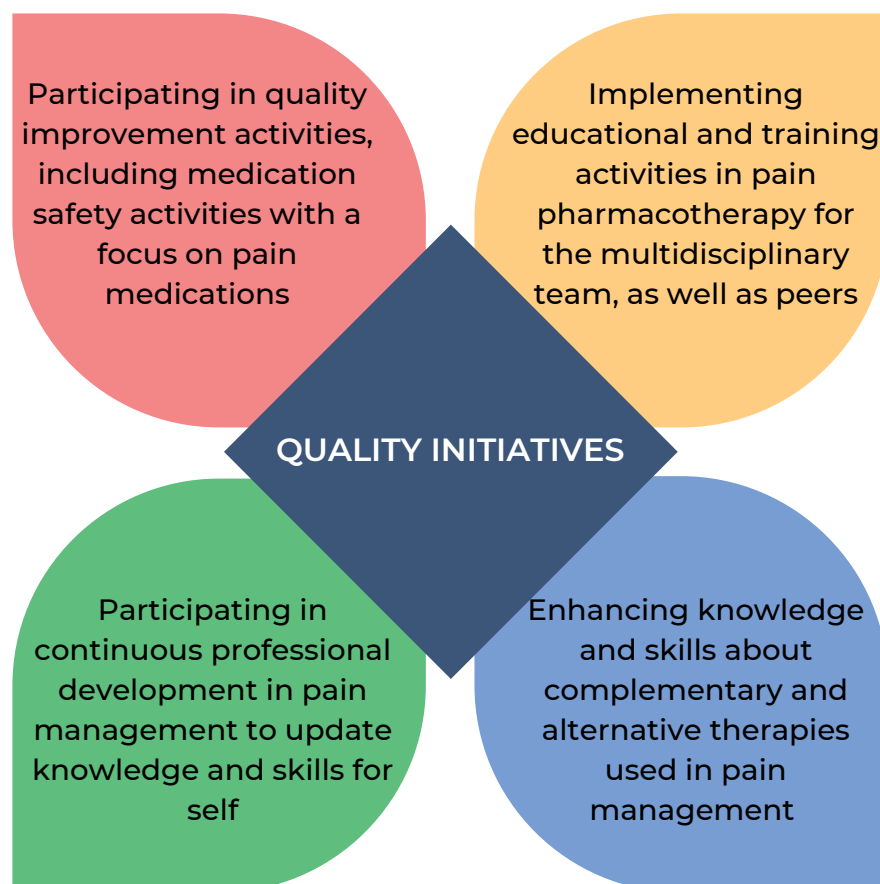 Participating in quality
improvement activities,
including medication
safety activities with a
focus on pain
medications
Implementing
educational and training
activities in pain
pharmacotherapy for
the multidisciplinary
team, as well as peers
QUALITY INITIATIVES
Participating in
continuous professional
development in pain
management to update
knowledge and skills for
self
Enhancing knowledge
and skills about
complementary and
alternative therapies
used in pain
management